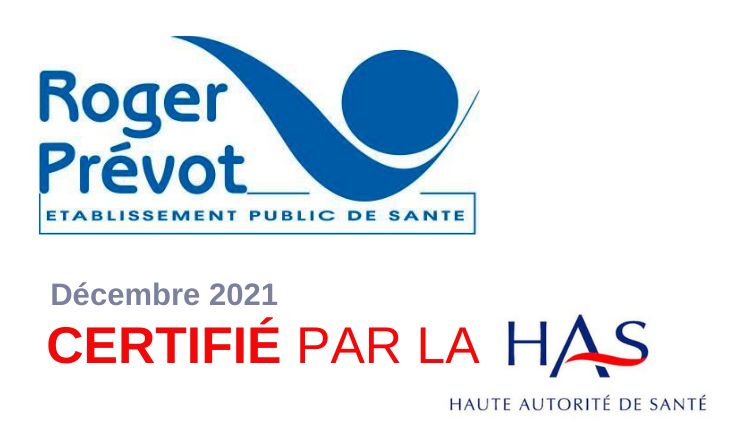 Roger
Prévot
ETABLISSEMENT PUBLIC DE SANTE
Décembre 2021
CERTIFIÉ PAR LA HAS
HAUTE AUTORITÉ DE SANTÉ